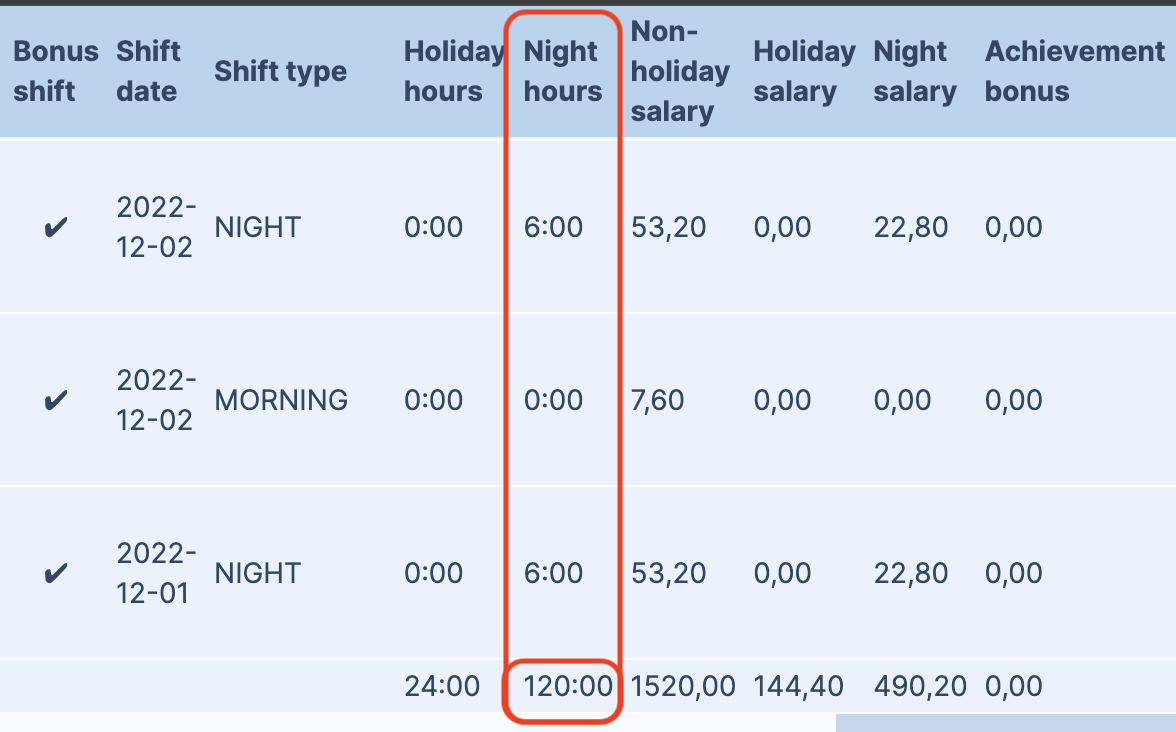 Bonus shift Shift date Shift type Holiday hours Night hours Non-holiday salary Holiday salary Night salary Achievement bonus
✔ 2022-12-02 NIGHT 0:00 6:00 53,20 0,00 22,80 0,00
✔ 2022-12-02 MORNING 0:00 0:00 7,60 0,00 0,00 0,00
✔ 2022-12-01 NIGHT 0:00 6:00 53,20 0,00 22,80 0,00
24:00 120:00 1520,00 144,40 490,20 0,00